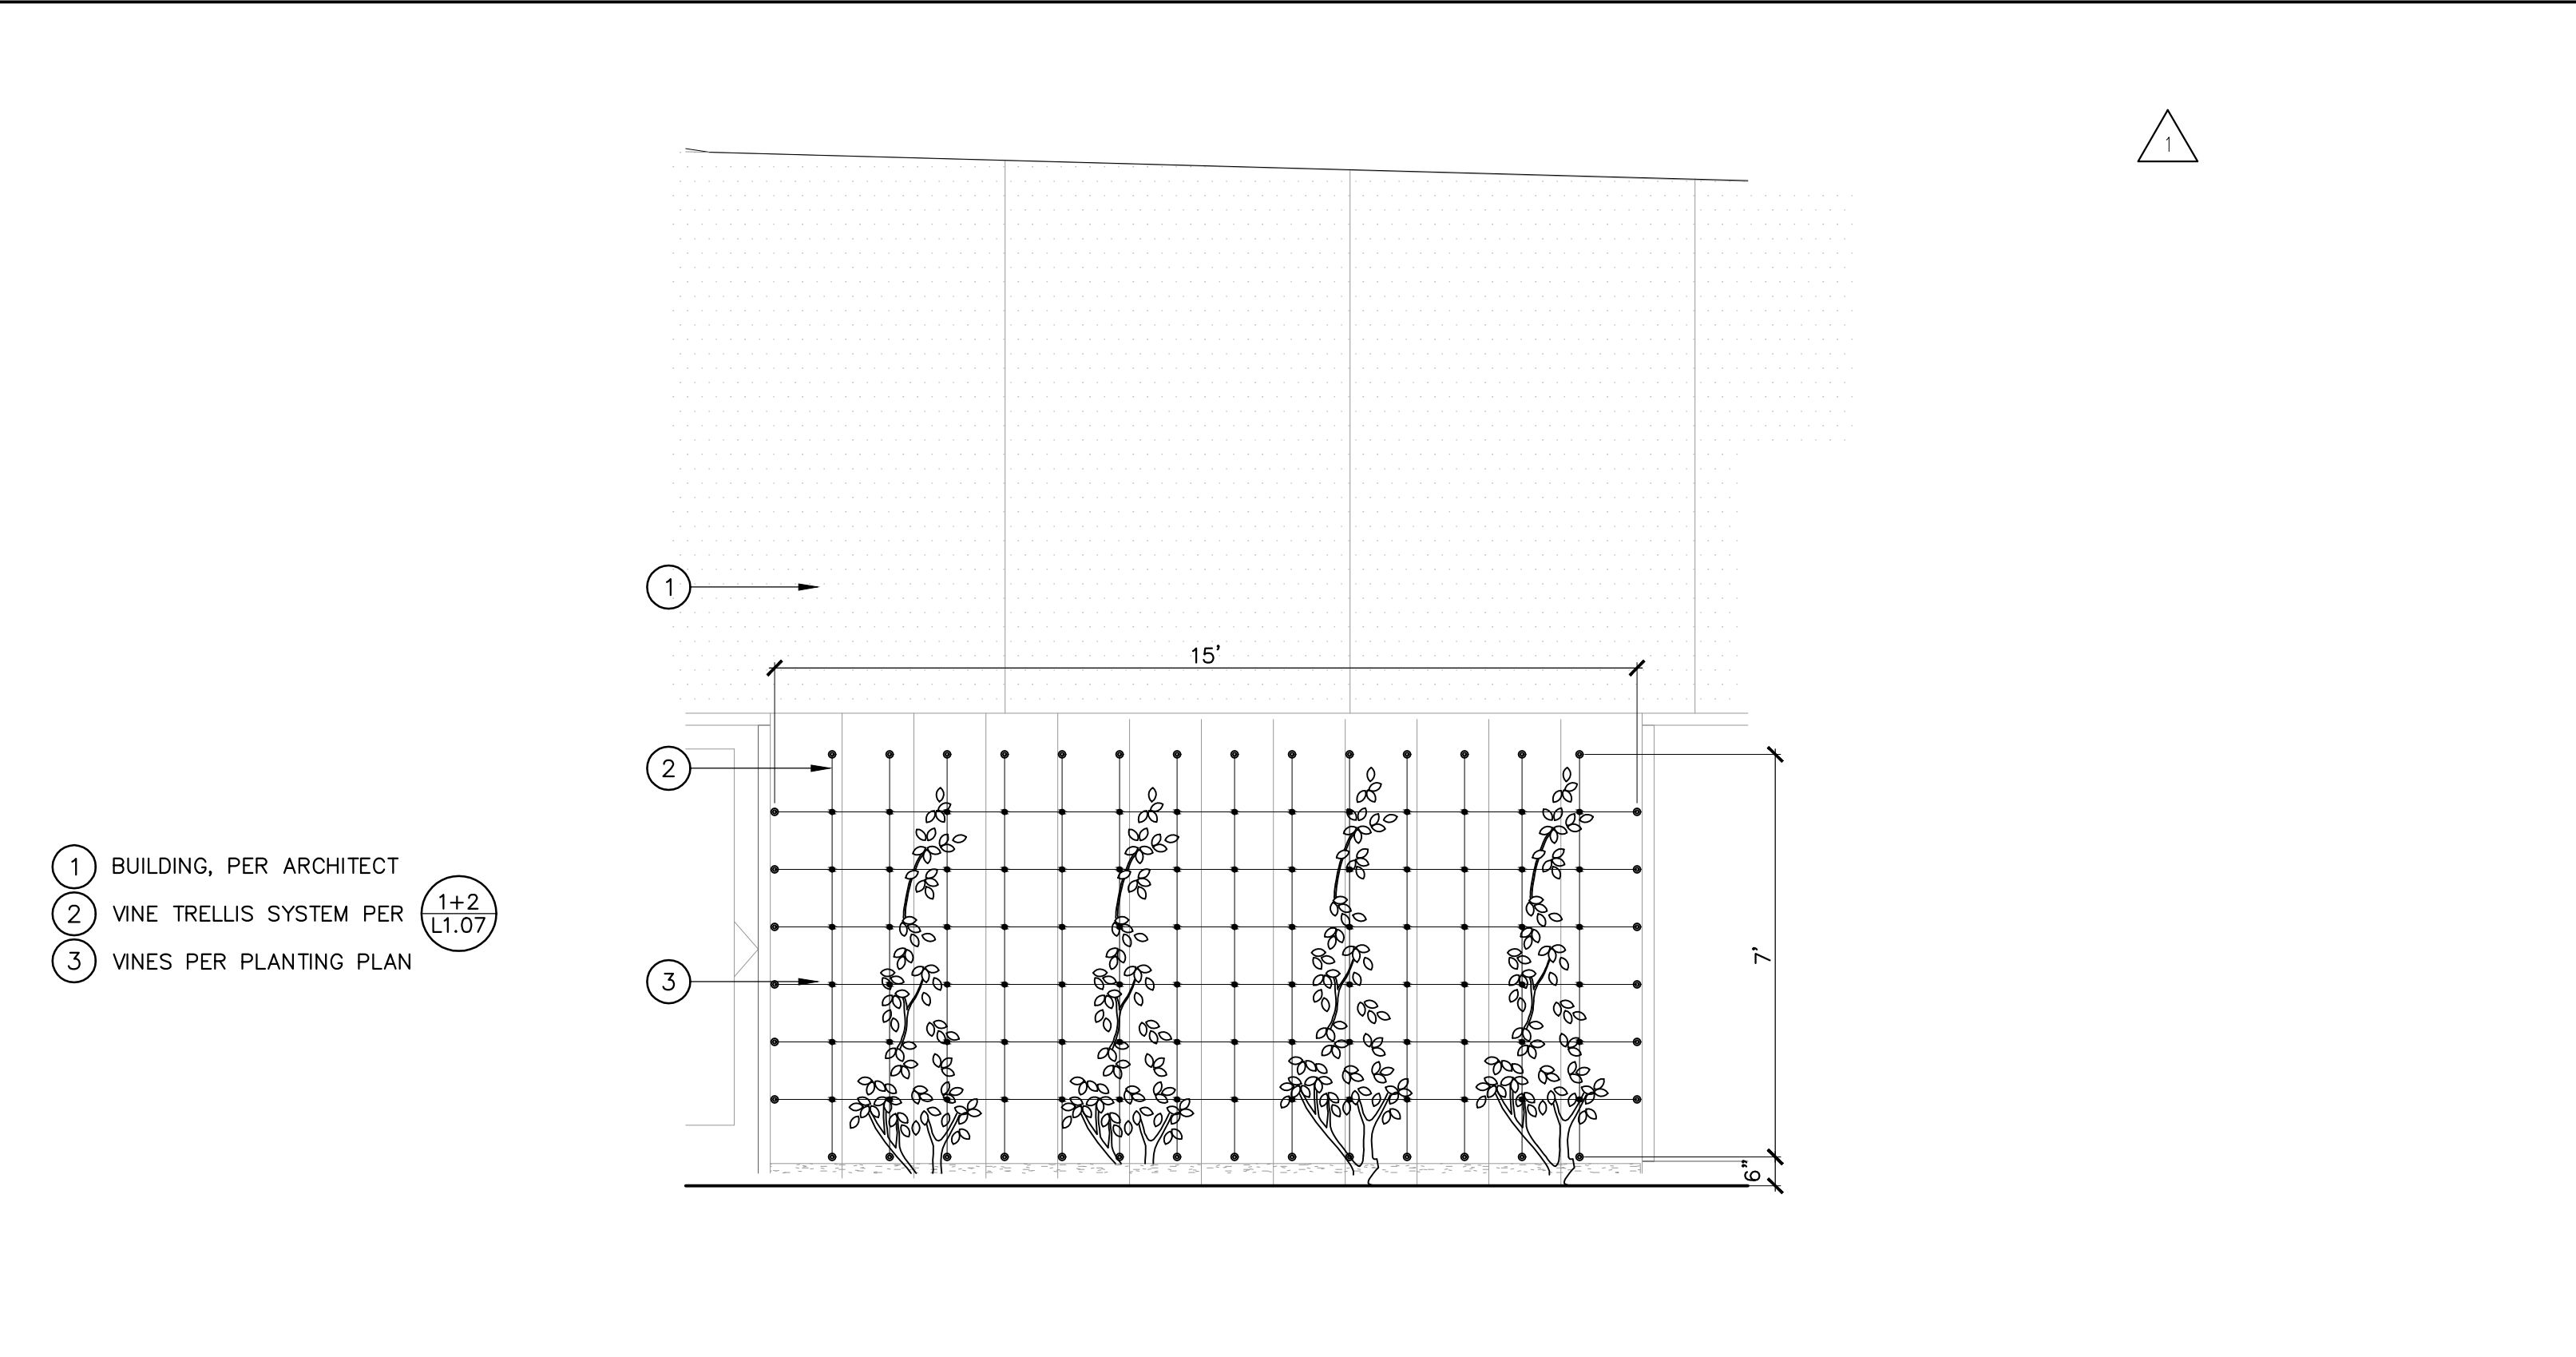 1
1
15'
2
3
7'
6"
1 BUILDING, PER ARCHITECT
2 VINE TRELLIS SYSTEM PER 1+2
L1.07
3 VINES PER PLANTING PLAN